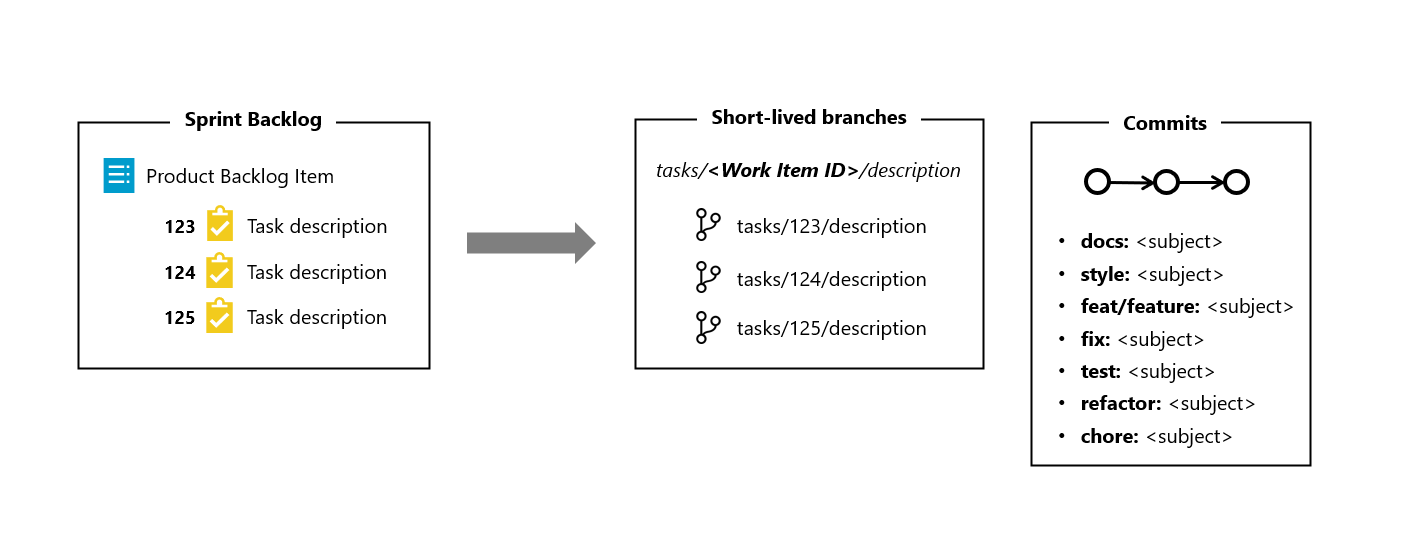 Sprint Backlog
Product Backlog Item
123 Task description
124 Task description
125 Task description
Short-lived branches
tasks/<Work Item ID>/description
tasks/123/description
tasks/124/description
tasks/125/description
Commits
• docs: <subject>
• style: <subject>
• feat/feature: <subject>
• fix: <subject>
• test: <subject>
• refactor: <subject>
• chore: <subject>